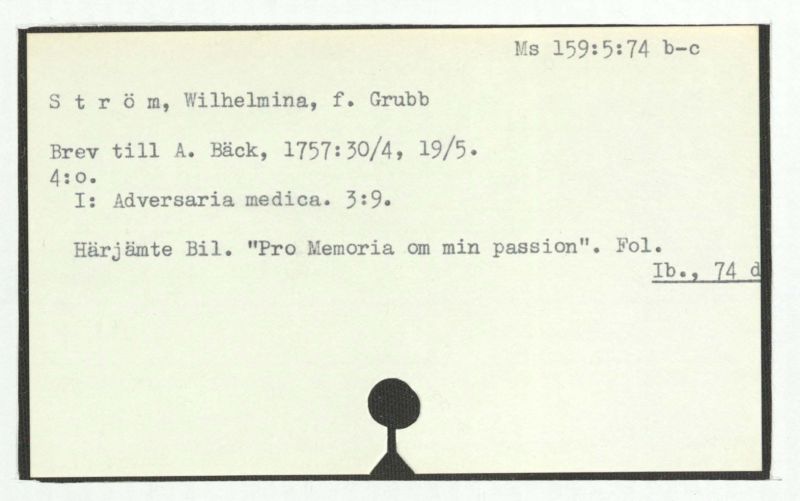 Ms 159:5:74 b-c
S t r ö m, Wilhelmina, f. Grubb
Brev till A. Bäck, 1757:30/4, 19/5.
4:o.
I: Adversaria medica. 3:9.
Härjämte Bil. "Pro Memoria om min passion". Fol.
Ib., 74 d